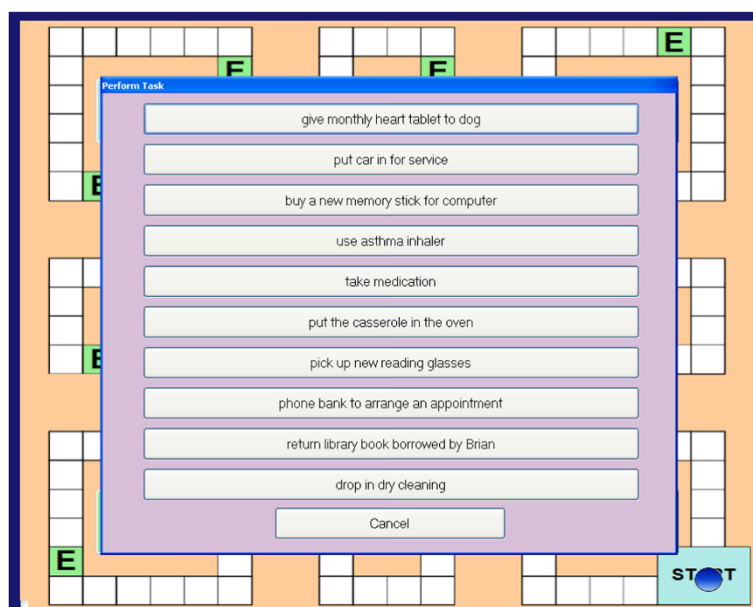 E
E
E
Perform Task
give monthly heart tablet to dog
put car in for service
E
buy a new memory stick for computer
use asthma inhaler
take medication
put the casserole in the oven
E
pick up new reading glasses
phone bank to arrange an appointment
return library book borrowed by Brian
drop in dry cleaning
Cancel
E
START